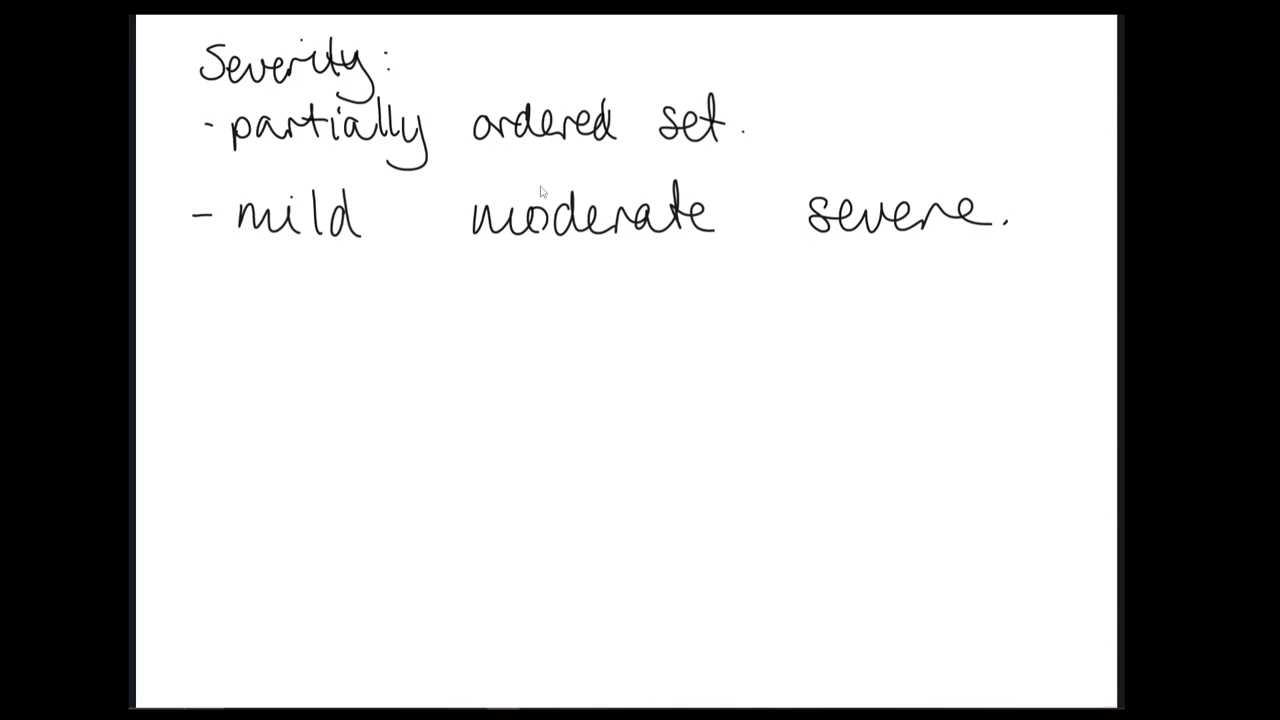 Severity:
- partially ordered set.
- mild moderate severe.